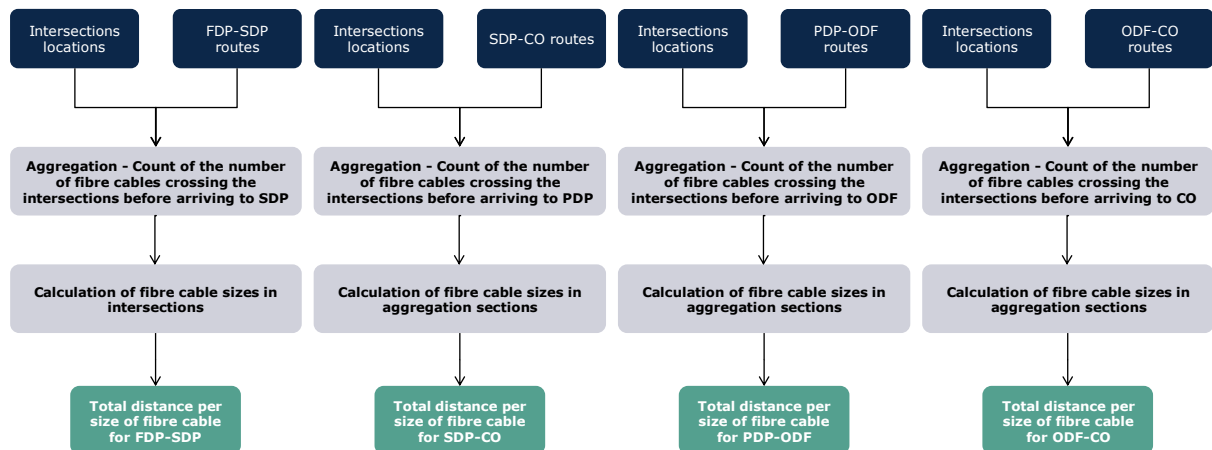 Intersections
locations
FDP-SDP
routes
Intersections
locations
SDP-CO routes
Intersections
locations
PDP-ODF
routes
Intersections
locations
ODF-CO
routes
Aggregation - Count of the number
of fibre cables crossing the
intersections before arriving to SDP
Aggregation - Count of the number
of fibre cables crossing the
intersections before arriving to PDP
Aggregation - Count of the number
of fibre cables crossing the
intersections before arriving to ODF
Aggregation - Count of the number
of fibre cables crossing the
intersections before arriving to CO
Calculation of fibre cable sizes in
intersections
Calculation of fibre cable sizes in
aggregation sections
Calculation of fibre cable sizes in
aggregation sections
Calculation of fibre cable sizes in
aggregation sections
Total distance per
size of fibre cable
for FDP-SDP
Total distance per
size of fibre cable
for SDP-CO
Total distance per
size of fibre cable
for PDP-ODF
Total distance per
size of fibre cable
for ODF-CO